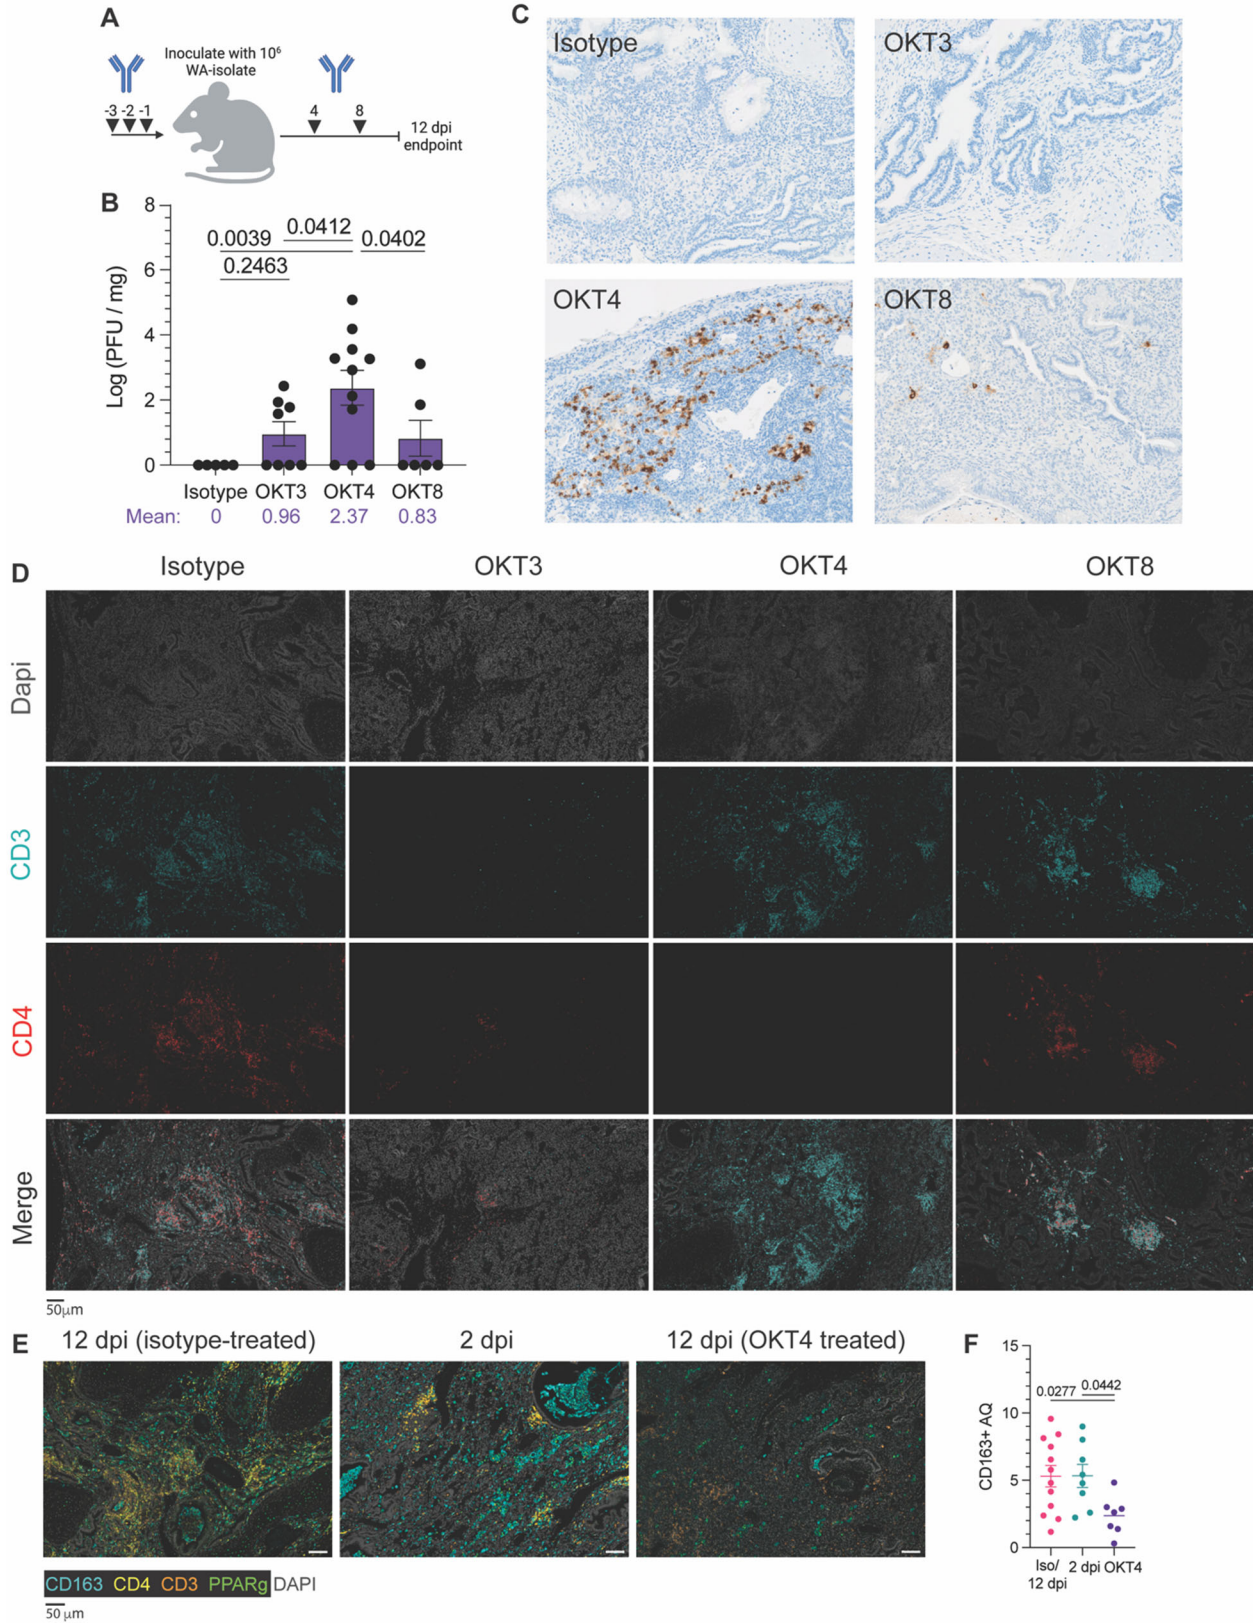 A
Inoculate with 10⁶
WA-isolate
-3 -2 -1
4 8
12 dpi
endpoint
B
Log (PFU / mg)
8
6
4
2
0
0.0412
0.0039
0.0402
0.2463
Isotype OKT3 OKT4 OKT8
Mean: 0 0.96 2.37 0.83
C
Isotype
OKT3
OKT4
OKT8
D
Isotype OKT3 OKT4 OKT8
Dapi
CD3
CD4
Merge
50μm
E
12 dpi (isotype-treated) 2 dpi 12 dpi (OKT4 treated)
CD163 CD4 CD3 PPARg DAPI
50 μm
F
CD163+ AQ
15
10
5
0
0.0277
0.0442
Iso/
12 dpi
2 dpi OKT4